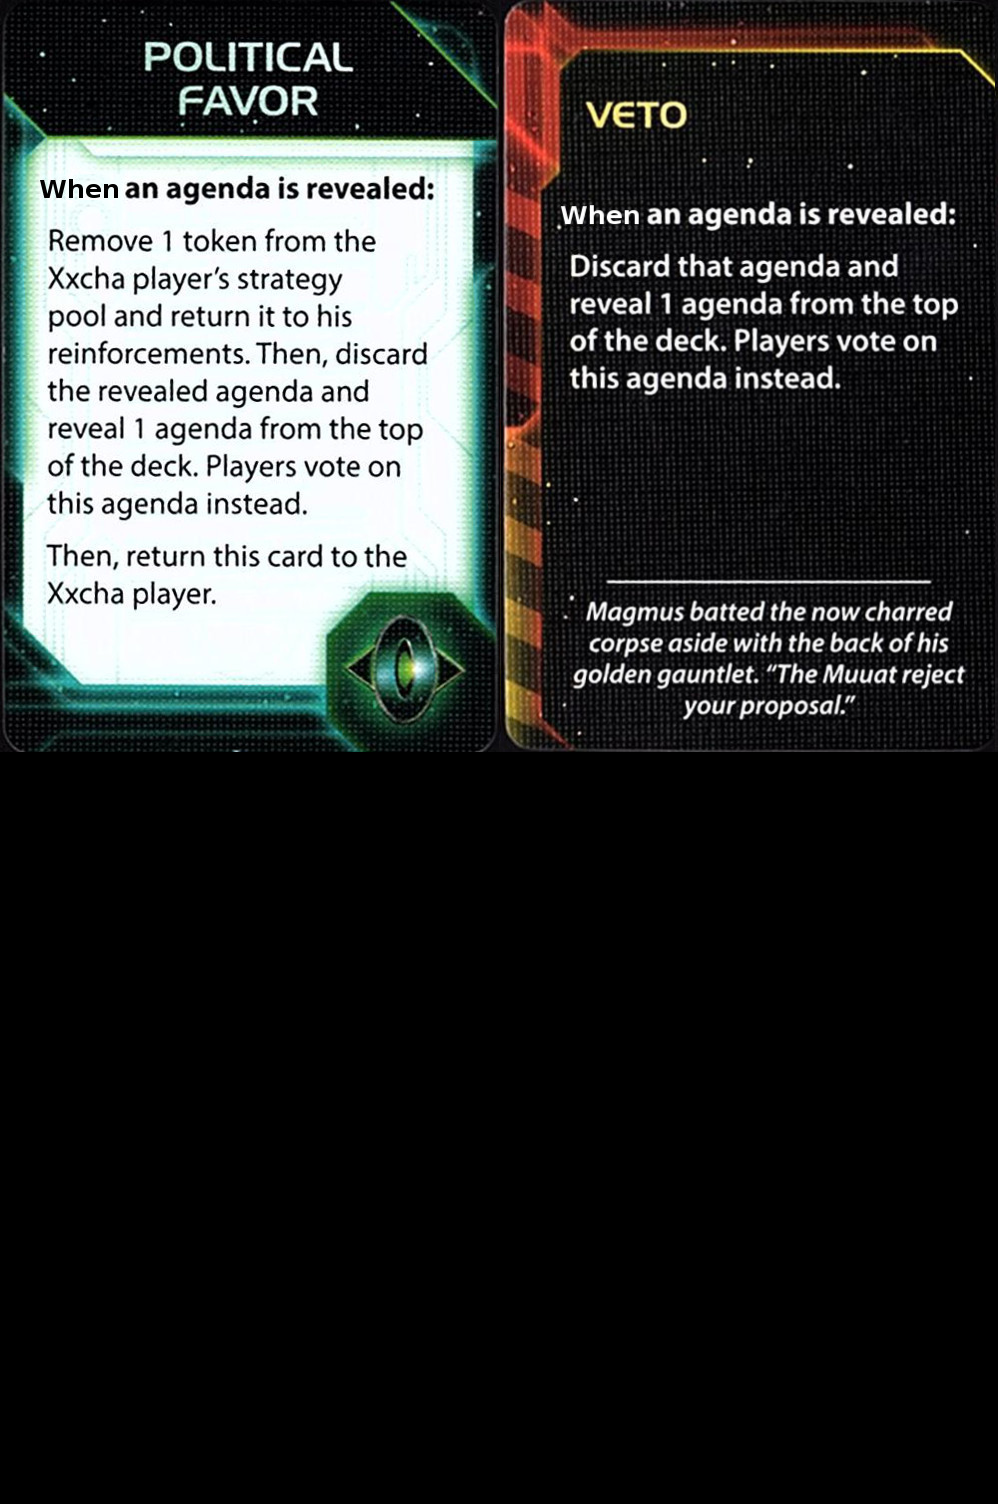 POLITICAL
FAVOR
When an agenda is revealed:
Remove 1 token from the
Xxcha player’s strategy
pool and return it to his
reinforcements. Then, discard
the revealed agenda and
reveal 1 agenda from the top
of the deck. Players vote on
this agenda instead.
Then, return this card to the
Xxcha player.
VETO
When an agenda is revealed:
Discard that agenda and
reveal 1 agenda from the top
of the deck. Players vote on
this agenda instead.
Magmus batted the now charred
corpse aside with the back of his
golden gauntlet. “The Muuat reject
your proposal.”